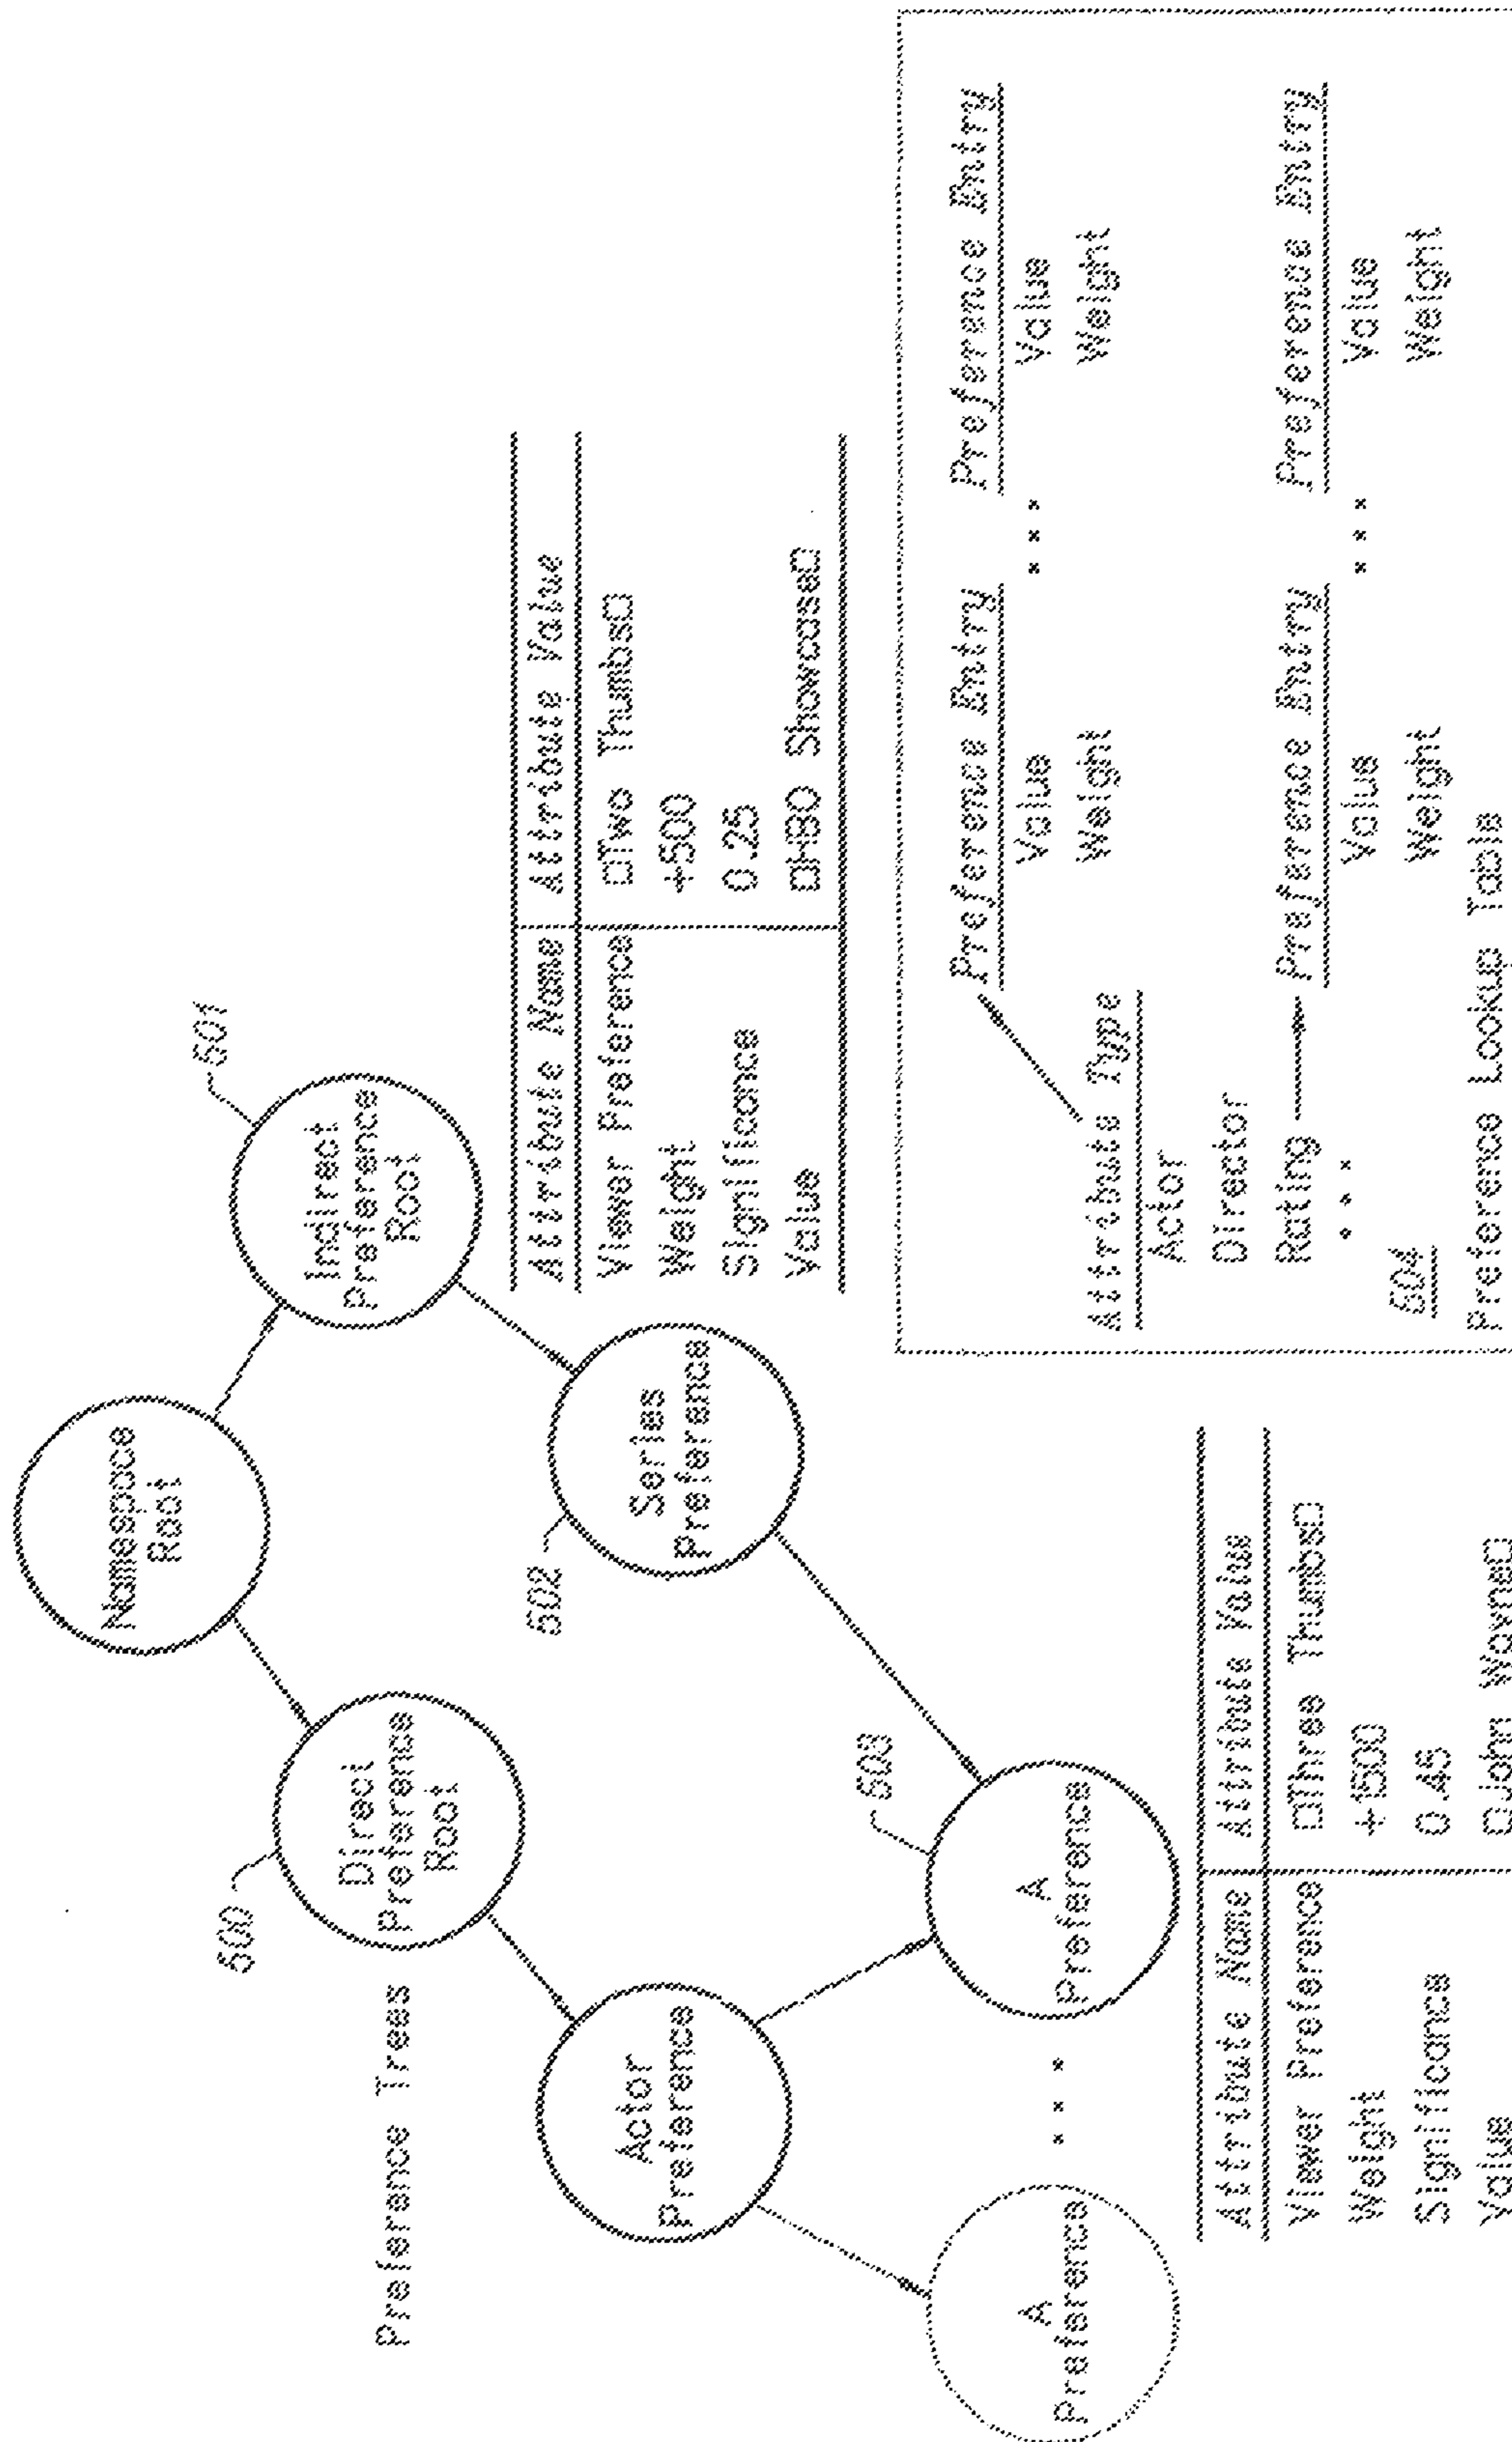 Namespace
Root
500
Direct
Preference
Root
501
Indirect
Preference
Root
Preference Trees
Actor
Preference
502
Series
Preference
Attribute Name Attribute Value
Viewer Preference □Two Thumbs□
Weight +500
Significance 0.25
Value □HBO Showcase□
A
Preference
...
503
A
Preference
Attribute Name Attribute Value
Viewer Preference □Three Thumbs□
Weight +1500
Significance 0.45
Value □John Wayne□
Preference Entry ... Preference Entry
Value Value
Weight Weight
Attribute Type
Actor
Director
Rating
...
Preference Entry ... Preference Entry
Value Value
Weight Weight
504
Preference Lookup Table